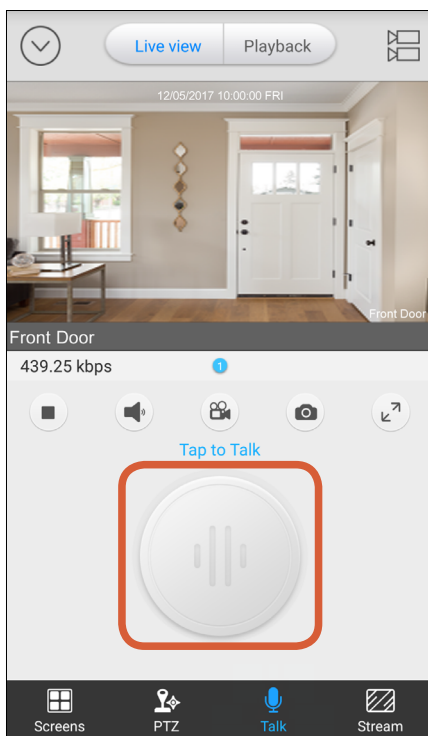 Live view Playback
12/05/2017 10:00:00 FRI
Front Door
Front Door
439.25 kbps 1
Tap to Talk
Screens PTZ Talk Stream